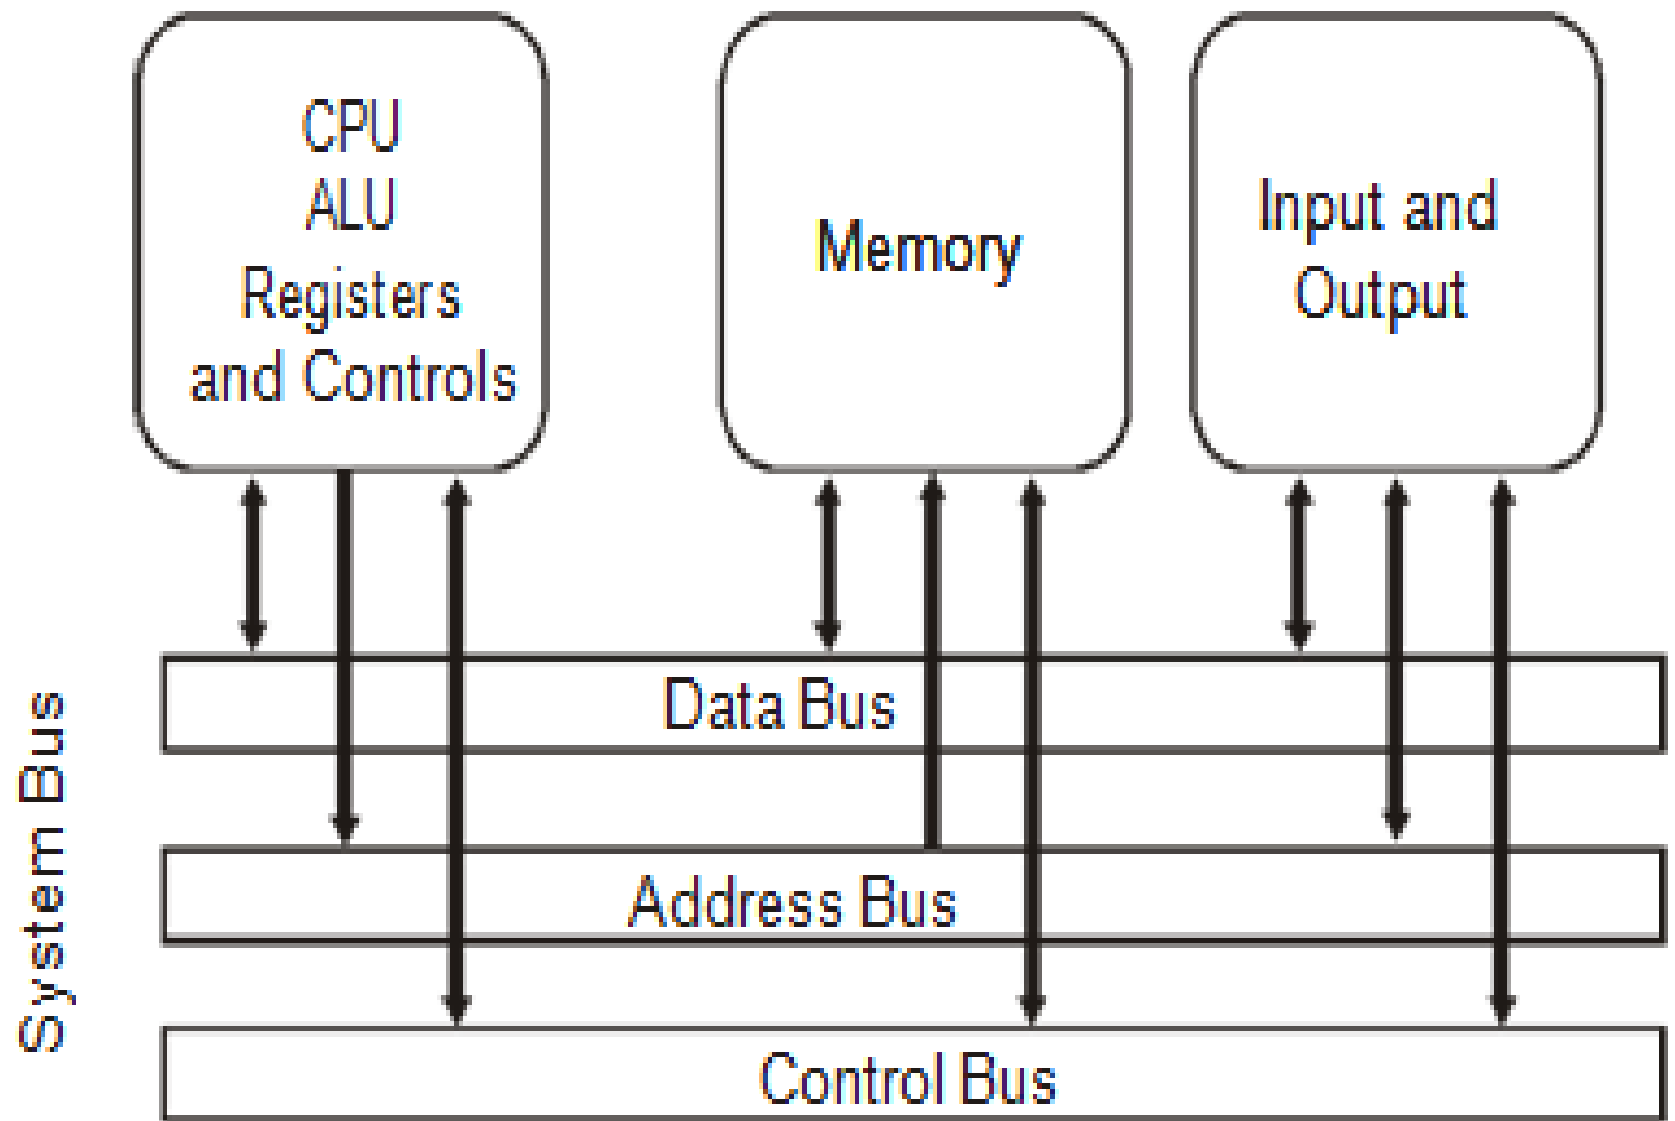 CPU
ALU
Registers
and Controls
Memory
Input and
Output
System Bus
Data Bus
Address Bus
Control Bus